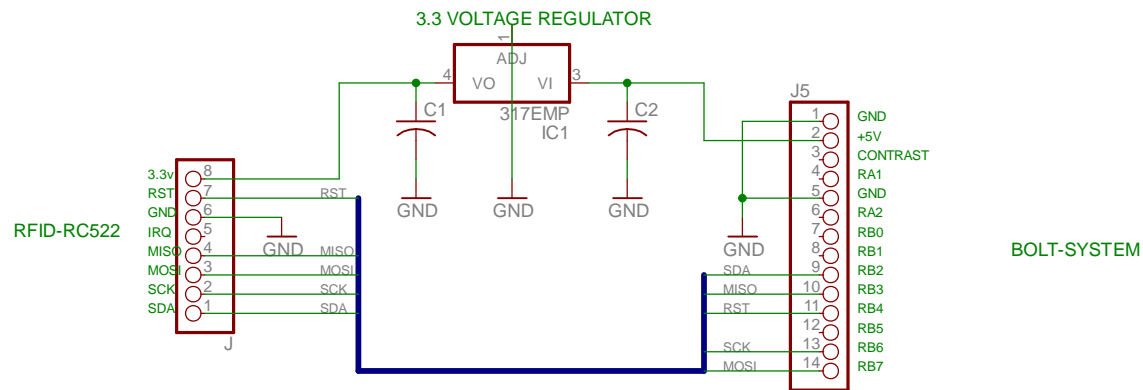 3.3 VOLTAGE REGULATOR
1
ADJ
4 VO VI 3
317EMP
IC1
C1
C2
GND
GND
GND
RFID-RC522
3.3v 8
RST 7 RST
GND 6
IRQ 5
MISO 4 MISO
MOSI 3 MOSI
SCK 2 SCK
SDA 1 SDA
J
GND
J5
1 GND
2 +5V
3 CONTRAST
4 RA1
5 GND
6 RA2
7 RB0
8 RB1
SDA 9 RB2
MISO 10 RB3
RST 11 RB4
12 RB5
SCK 13 RB6
MOSI 14 RB7
GND
BOLT-SYSTEM